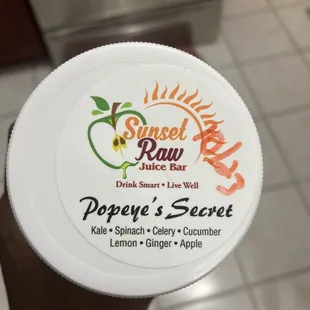 Sunset
Raw
Juice Bar
Drink Smart • Live Well
Popeye's Secret
Kale • Spinach • Celery • Cucumber
Lemon • Ginger • Apple